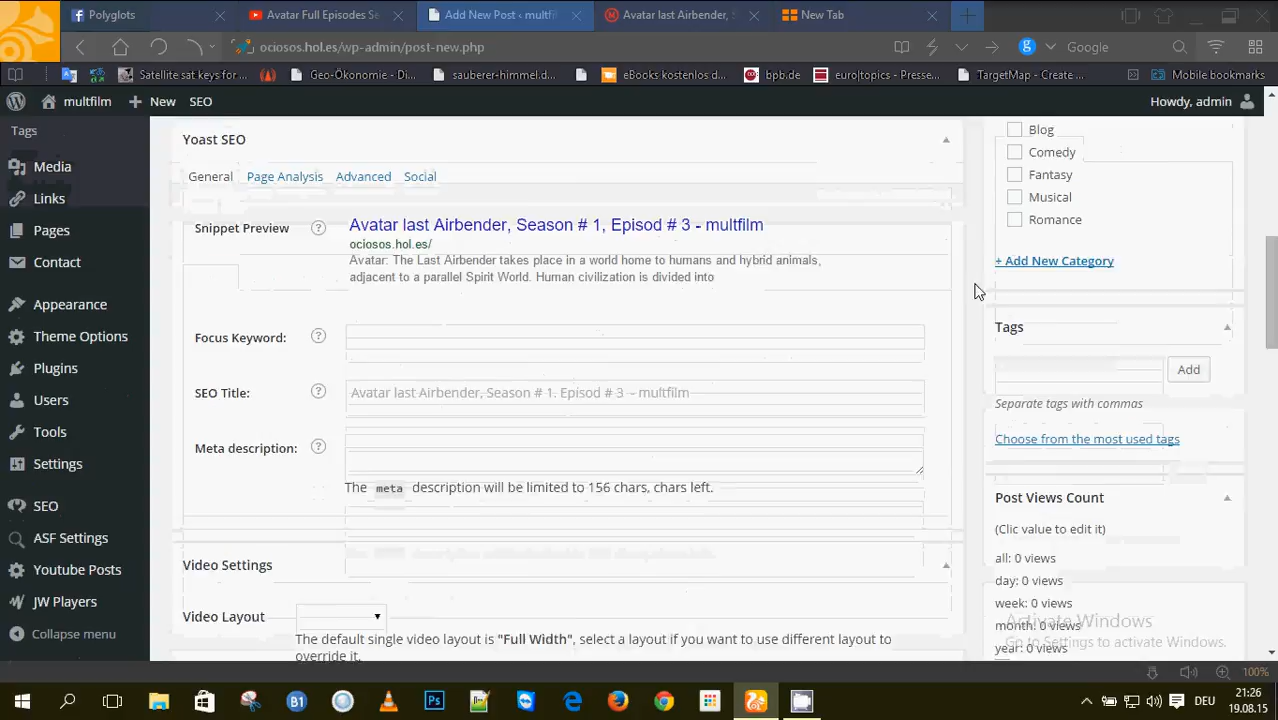 Polyglots
Avatar Full Episodes Se
Add New Post ‹ multfil
Avatar last Airbender,
New Tab
ociosos.hol.es/wp-admin/post-new.php
Google
Satellite sat keys for ...
Geo-Ökonomie - Di...
sauberer-himmel.d...
eBooks kostenlos d...
bpb.de
euro|topics - Presse...
TargetMap - Create ...
Mobile bookmarks
multfilm
New
SEO
Howdy, admin
Tags
Media
Links
Pages
Contact
Appearance
Theme Options
Plugins
Users
Tools
Settings
SEO
ASF Settings
Youtube Posts
JW Players
Collapse menu
Yoast SEO
General
Page Analysis
Advanced
Social
Snippet Preview
Avatar last Airbender, Season # 1, Episod # 3 - multfilm
ociosos.hol.es/
Avatar: The Last Airbender takes place in a world home to humans and hybrid animals,
adjacent to a parallel Spirit World. Human civilization is divided into
Focus Keyword:
SEO Title:
Avatar last Airbender, Season # 1. Episod # 3 - multfilm
Meta description:
The meta description will be limited to 156 chars, chars left.
Video Settings
Video Layout
The default single video layout is "Full Width", select a layout if you want to use different layout to
override it.
Blog
Comedy
Fantasy
Musical
Romance
+ Add New Category
Tags
Add
Separate tags with commas
Choose from the most used tags
Post Views Count
(Clic value to edit it)
all: 0 views
day: 0 views
week: 0 views
month: 0 views
year: 0 views
Activate Windows
Go to Settings to activate Windows.
100%
DEU
21:26
19.08.15